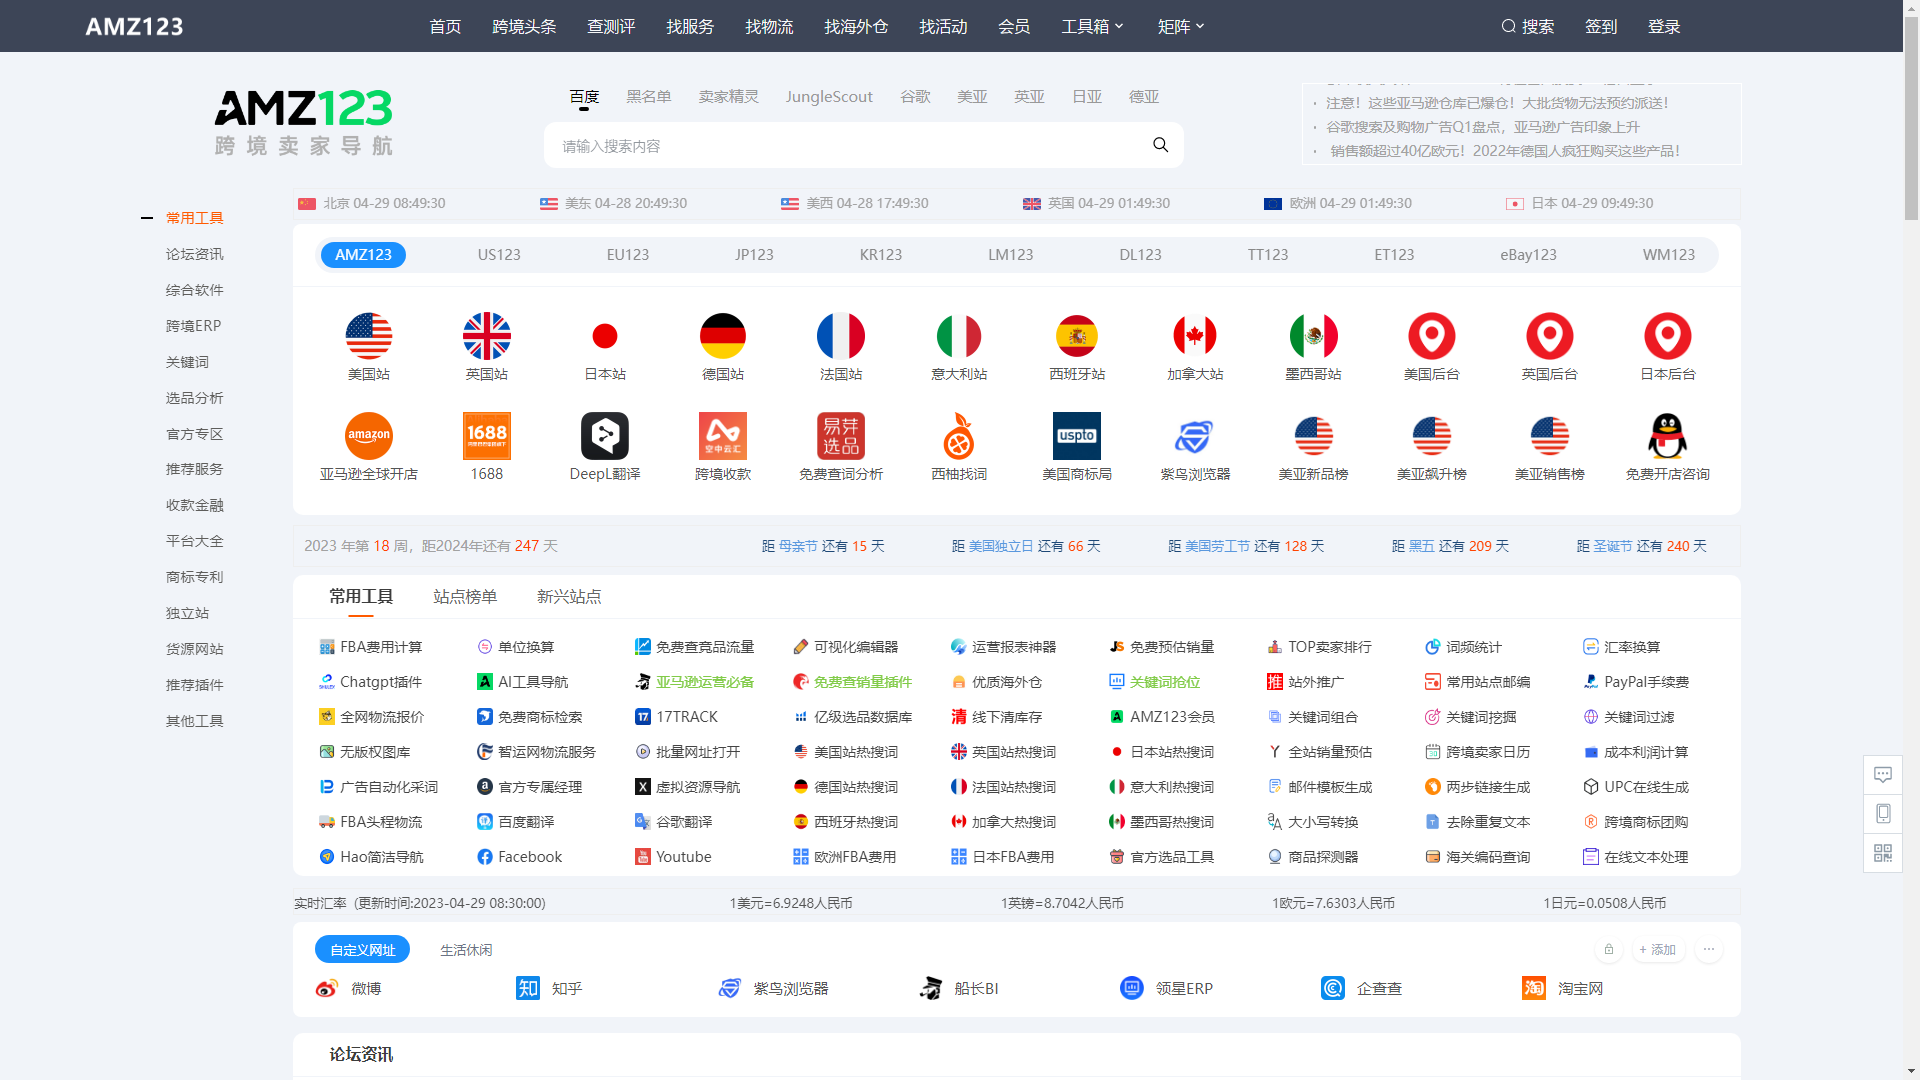 AMZ123 首页 跨境头条 查测评 找服务 找物流 找海外仓 找活动 会员 工具箱 矩阵 搜索 签到 登录
AMZ123
跨境卖家导航
百度 黑名单 卖家精灵 JungleScout 谷歌 美亚 英亚 日亚 德亚
请输入搜索内容
· 注意！这些亚马逊仓库已爆仓！大批货物无法预约派送！
· 谷歌搜索及购物广告Q1盘点，亚马逊广告印象上升
· 销售额超过40亿欧元！2022年德国人疯狂购买这些产品！
北京 04-29 08:49:30 美东 04-28 20:49:30 美西 04-28 17:49:30 英国 04-29 01:49:30 欧洲 04-29 01:49:30 日本 04-29 09:49:30
常用工具
论坛资讯
综合软件
跨境ERP
关键词
选品分析
官方专区
推荐服务
收款金融
平台大全
商标专利
独立站
货源网站
推荐插件
其他工具
AMZ123 US123 EU123 JP123 KR123 LM123 DL123 TT123 ET123 eBay123 WM123
美国站 英国站 日本站 德国站 法国站 意大利站 西班牙站 加拿大站 墨西哥站 美国后台 英国后台 日本后台
amazon 1688 空中云汇 易芽选品 uspto
亚马逊全球开店 1688 DeepL翻译 跨境收款 免费查词分析 西柚找词 美国商标局 紫鸟浏览器 美亚新品榜 美亚飙升榜 美亚销售榜 免费开店咨询
2023 年第 18 周，距2024年还有 247 天 距 母亲节 还有 15 天 距 美国独立日 还有 66 天 距 美国劳工节 还有 128 天 距 黑五 还有 209 天 距 圣诞节 还有 240 天
常用工具 站点榜单 新兴站点
FBA费用计算 单位换算 免费查竞品流量 可视化编辑器 运营报表神器 免费预估销量 TOP卖家排行 词频统计 汇率换算
Chatgpt插件 AI工具导航 亚马逊运营必备 免费查销量插件 优质海外仓 关键词抢位 站外推广 常用站点邮编 PayPal手续费
全网物流报价 免费商标检索 17TRACK 亿级选品数据库 线下清库存 AMZ123会员 关键词组合 关键词挖掘 关键词过滤
无版权图库 智运网物流服务 批量网址打开 美国站热搜词 英国站热搜词 日本站热搜词 全站销量预估 跨境卖家日历 成本利润计算
广告自动化采词 官方专属经理 虚拟资源导航 德国站热搜词 法国站热搜词 意大利热搜词 邮件模板生成 两步链接生成 UPC在线生成
FBA头程物流 百度翻译 谷歌翻译 西班牙热搜词 加拿大热搜词 墨西哥热搜词 大小写转换 去除重复文本 跨境商标团购
Hao简洁导航 Facebook Youtube 欧洲FBA费用 日本FBA费用 官方选品工具 商品探测器 海关编码查询 在线文本处理
实时汇率 (更新时间:2023-04-29 08:30:00) 1美元=6.9248人民币 1英镑=8.7042人民币 1欧元=7.6303人民币 1日元=0.0508人民币
自定义网址 生活休闲 + 添加 ···
微博 知乎 紫鸟浏览器 船长BI 领星ERP 企查查 淘宝网
论坛资讯